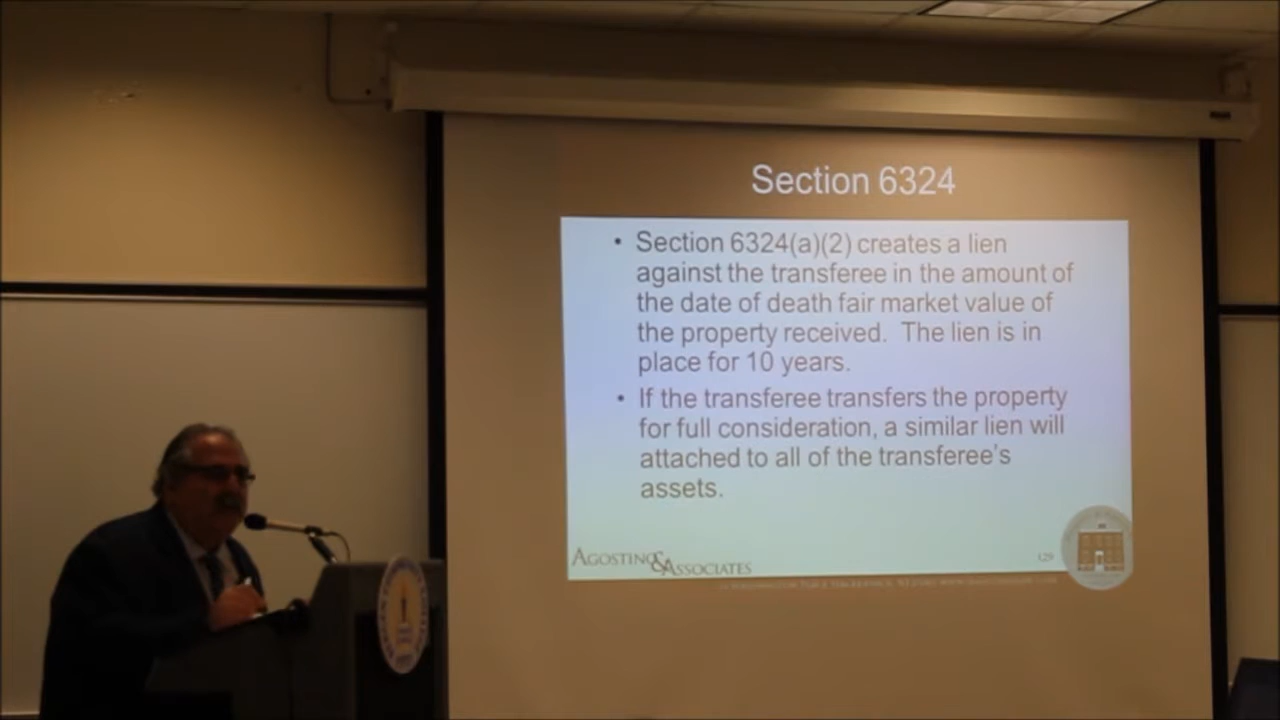 Section 6324
• Section 6324(a)(2) creates a lien
against the transferee in the amount of
the date of death fair market value of
the property received. The lien is in
place for 10 years.
• If the transferee transfers the property
for full consideration, a similar lien will
attached to all of the transferee's
assets.
AGOSTINO & ASSOCIATES
129